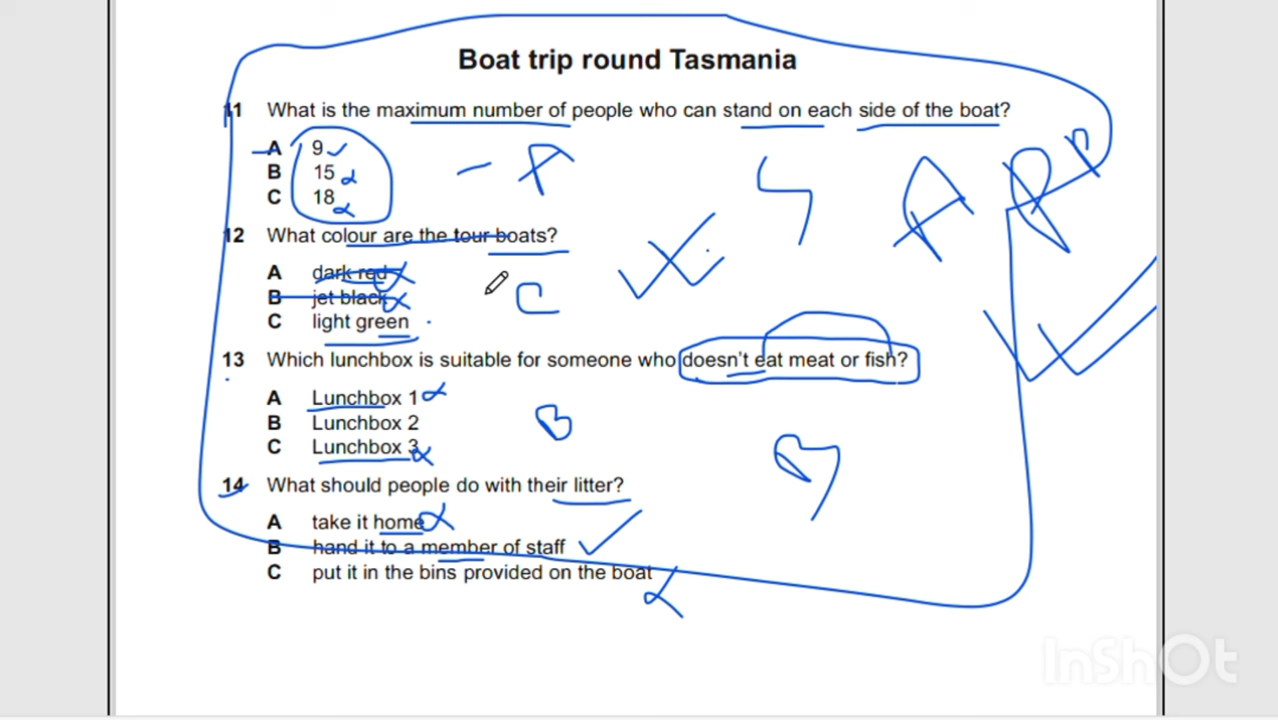 Boat trip round Tasmania
11 What is the maximum number of people who can stand on each side of the boat?
A 9
B 15
C 18
A
12 What colour are the tour boats?
A dark red
B jet black
C light green
C
13 Which lunchbox is suitable for someone who doesn't eat meat or fish?
A Lunchbox 1
B Lunchbox 2
C Lunchbox 3
B
14 What should people do with their litter?
A take it home
B hand it to a member of staff
C put it in the bins provided on the boat
InShOt